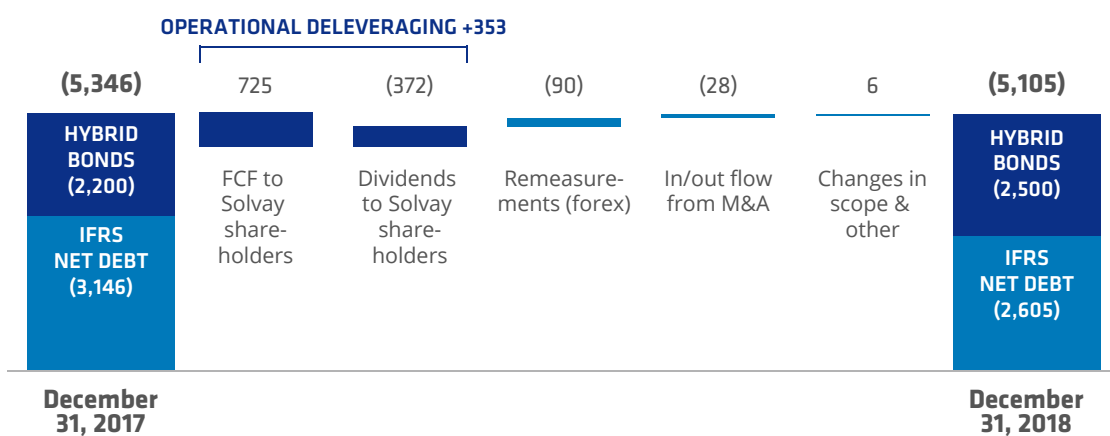 OPERATIONAL DELEVERAGING +353
(5,346)
725
(372)
(90)
(28)
6
(5,105)
HYBRID
BONDS
(2,200)
IFRS
NET DEBT
(3,146)
FCF to
Solvay
share-
holders
Dividends
to Solvay
share-
holders
Remeasure-
ments (forex)
In/out flow
from M&A
Changes in
scope &
other
HYBRID
BONDS
(2,500)
IFRS
NET DEBT
(2,605)
December
31, 2017
December
31, 2018